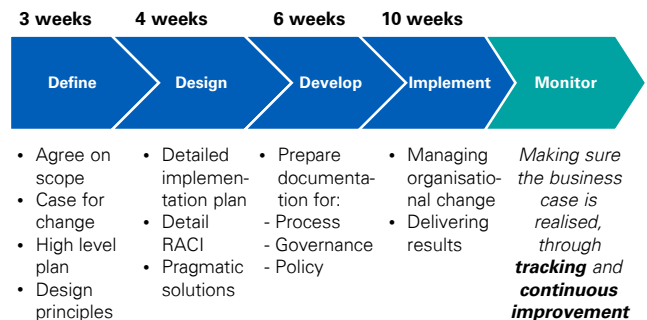 3 weeks 4 weeks 6 weeks 10 weeks
Define Design Develop Implement Monitor
• Agree on
scope
• Case for
change
• High level
plan
• Design
principles
• Detailed
implemen-
tation plan
• Detail
RACI
• Pragmatic
solutions
• Prepare
documenta-
tion for:
- Process
- Governance
- Policy
• Managing
organisatio-
nal change
• Delivering
results
Making sure
the business
case is
realised,
through
tracking and
continuous
improvement